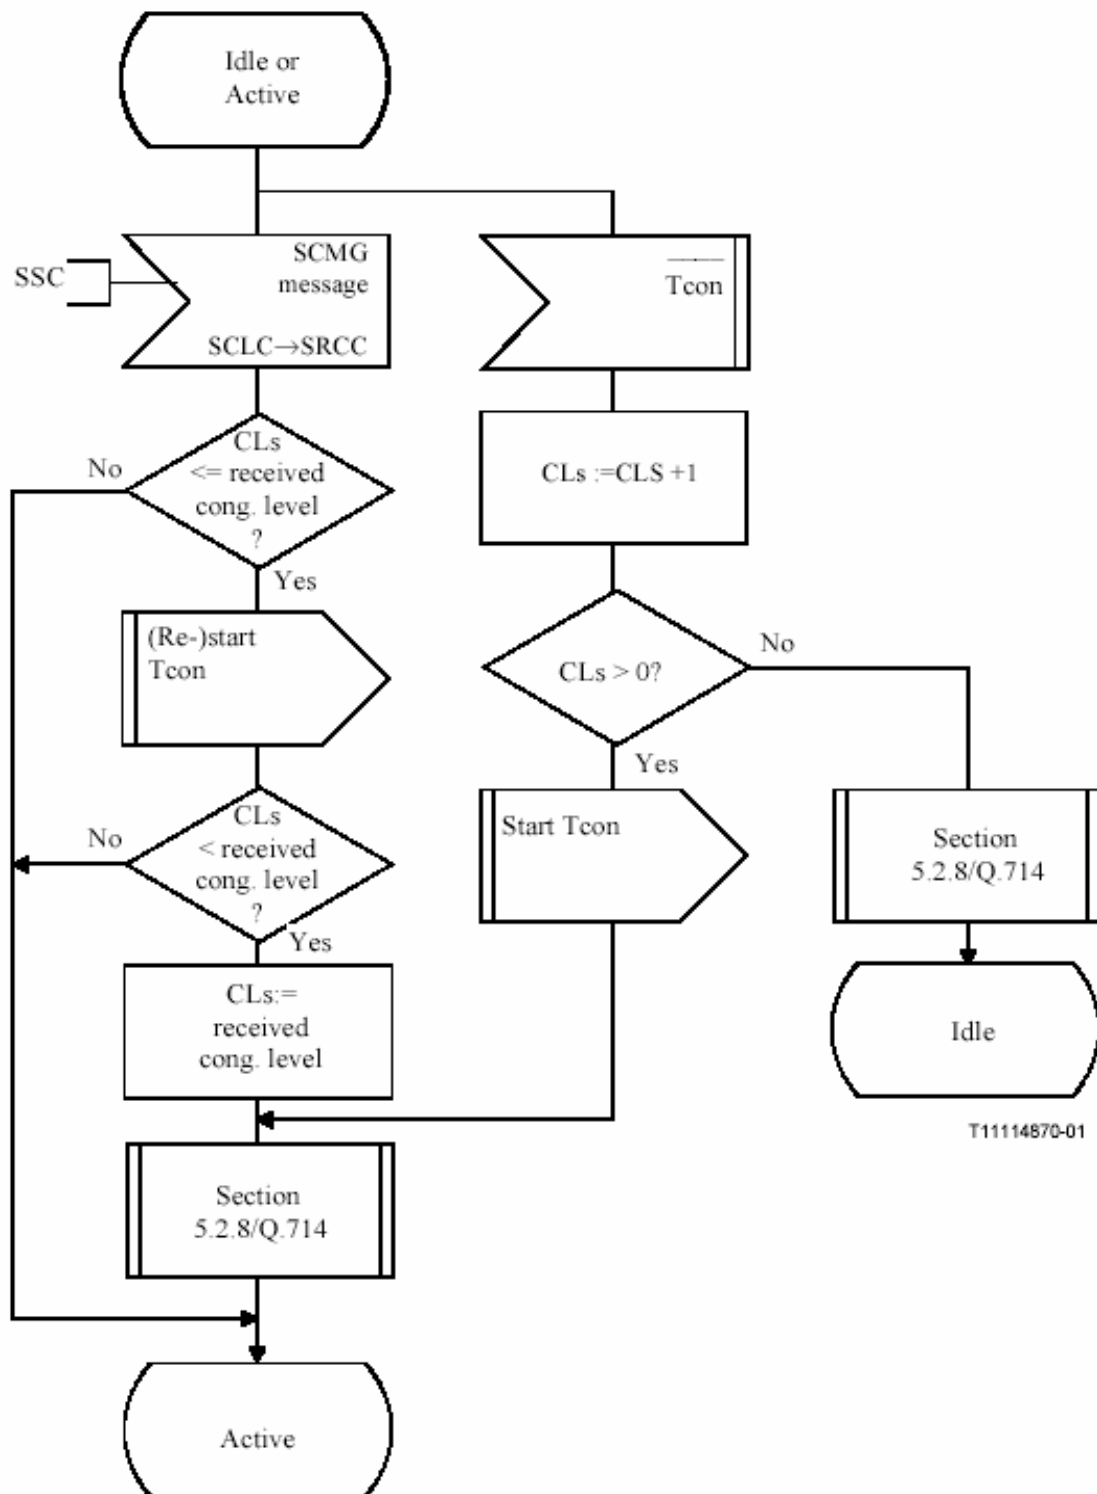 Idle or
Active
SSC
SCMG
message
SCLC→SRCC
Tcon
CLs
<= received
cong. level
?
No
Yes
CLs :=CLS +1
(Re-)start
Tcon
CLs > 0?
No
Yes
CLs
< received
cong. level
?
No
Yes
Start Tcon
Section
5.2.8/Q.714
CLs:=
received
cong. level
Idle
T11114870-01
Section
5.2.8/Q.714
Active